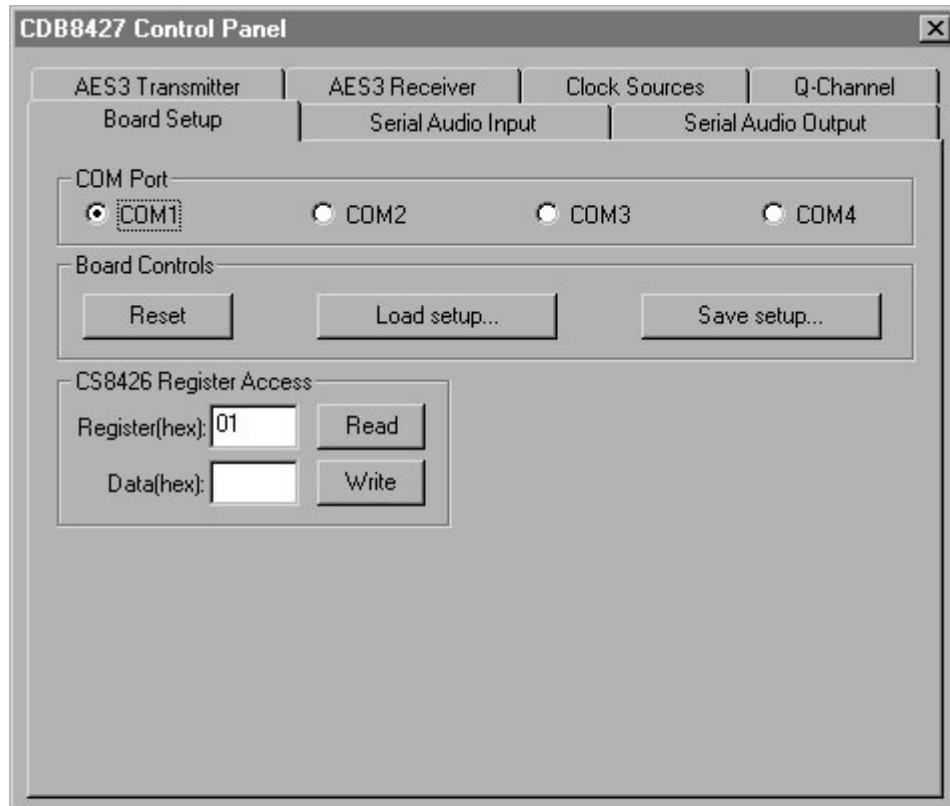 CDB8427 Control Panel
AES3 Transmitter AES3 Receiver Clock Sources Q-Channel
Board Setup Serial Audio Input Serial Audio Output
COM Port
COM1 COM2 COM3 COM4
Board Controls
Reset Load setup... Save setup...
CS8426 Register Access
Register(hex): 01 Read
Data(hex): Write